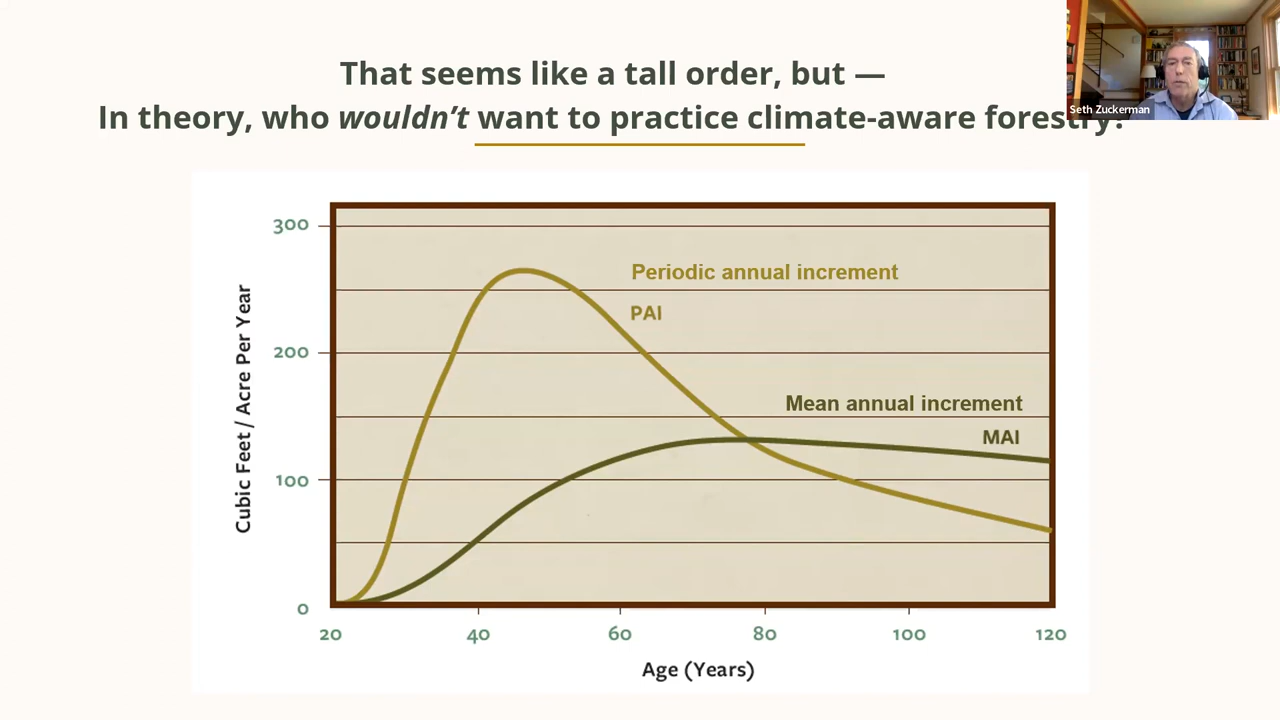 That seems like a tall order, but —
In theory, who wouldn't want to practice climate-aware forestry?
Seth Zuckerman
300
200
100
0
Cubic Feet / Acre Per Year
Periodic annual increment
PAI
Mean annual increment
MAI
20 40 60 80 100 120
Age (Years)